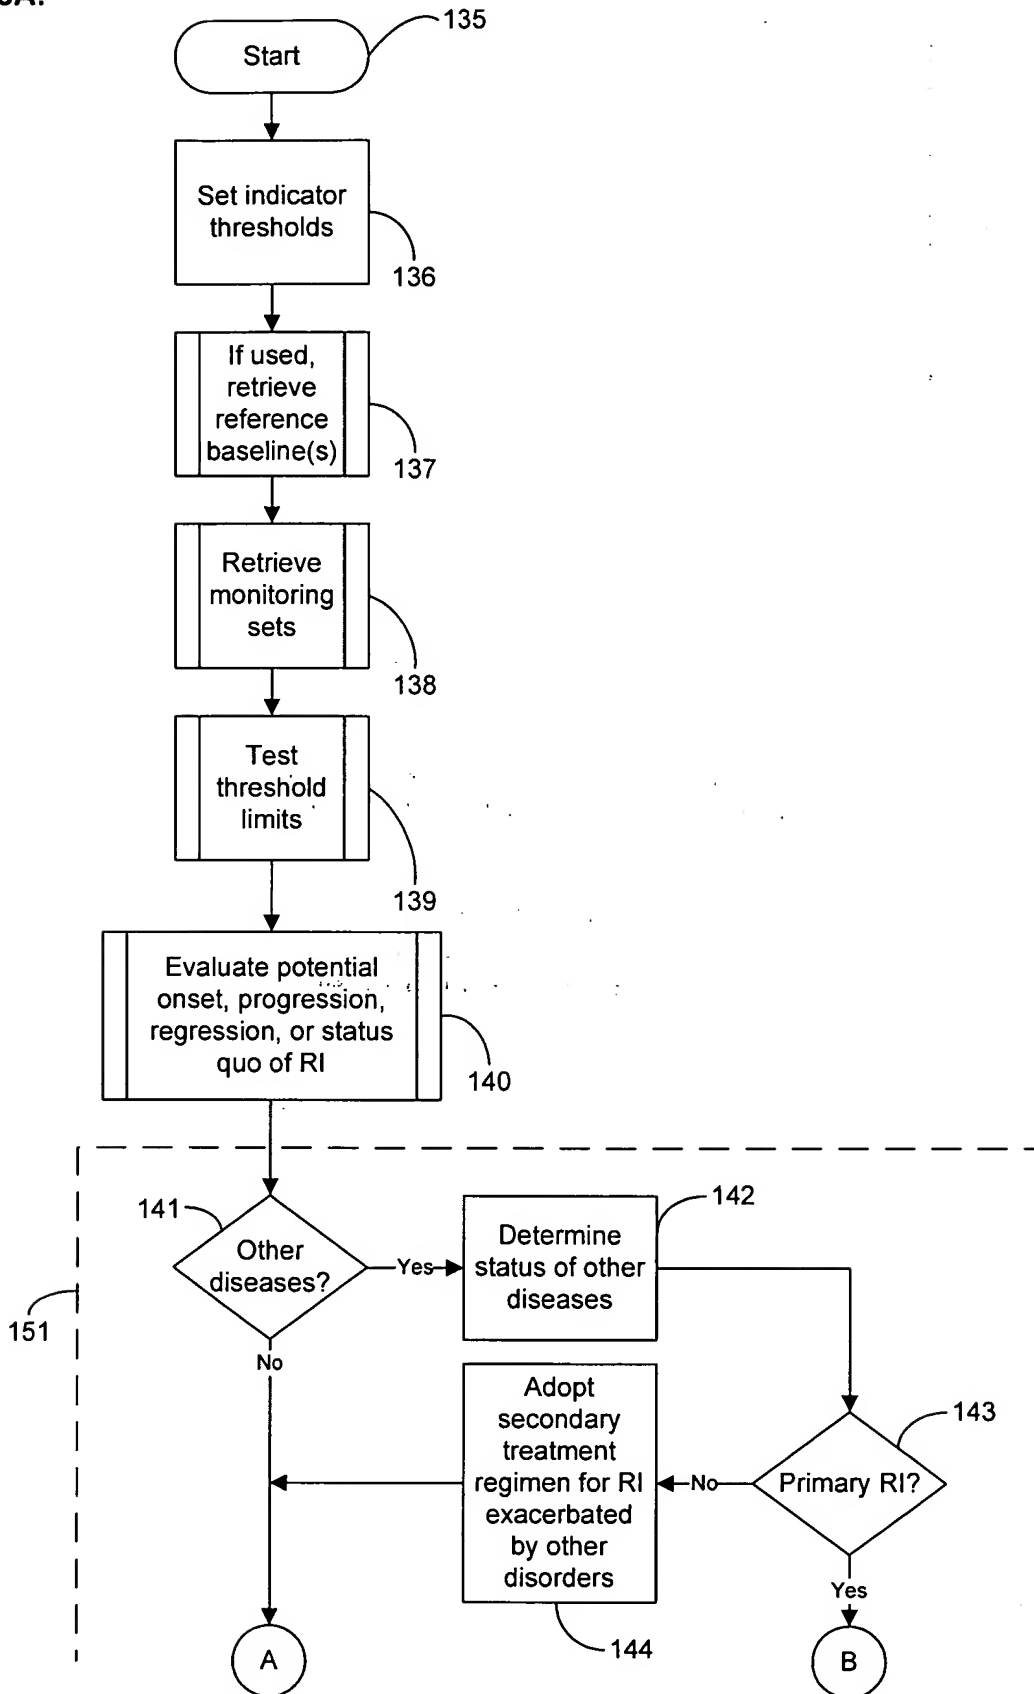 135
Start
Set indicator
thresholds
136
If used,
retrieve
reference
baseline(s)
137
Retrieve
monitoring
sets
138
Test
threshold
limits
139
Evaluate potential
onset, progression,
regression, or status
quo of RI
140
141
Other
diseases?
Yes
142
Determine
status of other
diseases
151
No
Adopt
secondary
treatment
regimen for RI
exacerbated
by other
disorders
144
143
Primary RI?
No
Yes
A
B